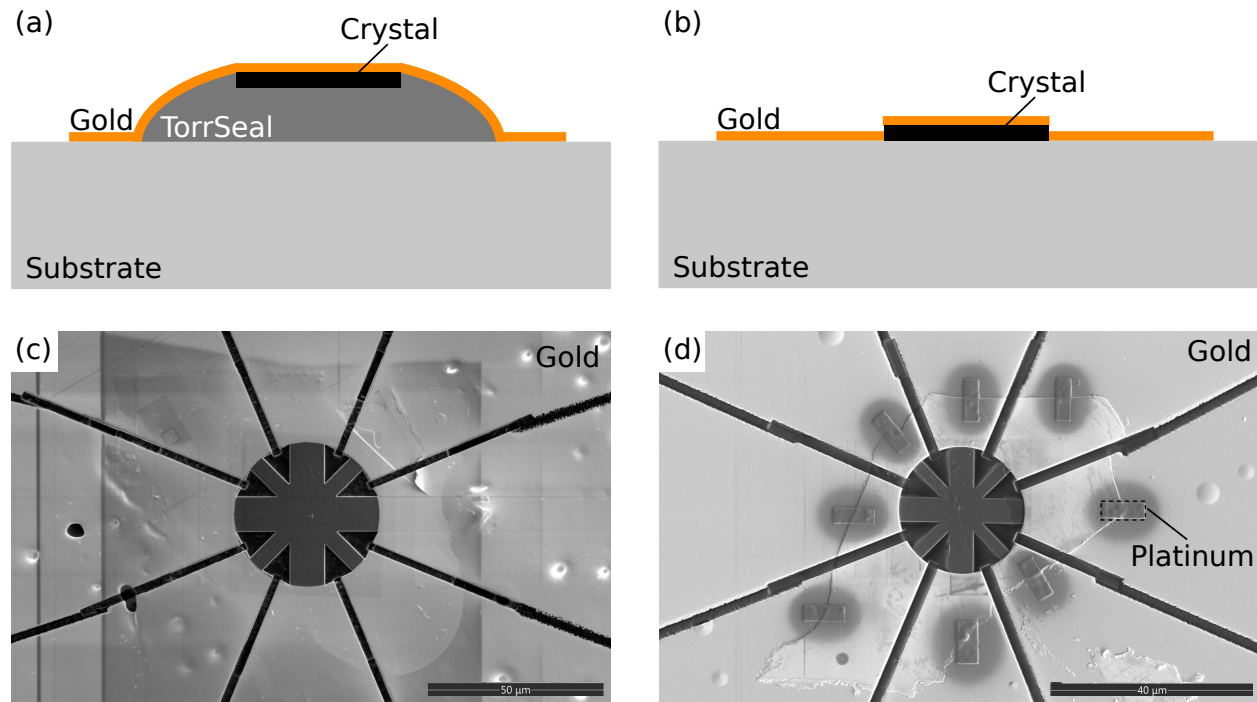 (a)
Crystal
Gold
TorrSeal
Substrate
(b)
Crystal
Gold
Substrate
(c)
Gold
50 µm
(d)
Gold
Platinum
40 µm